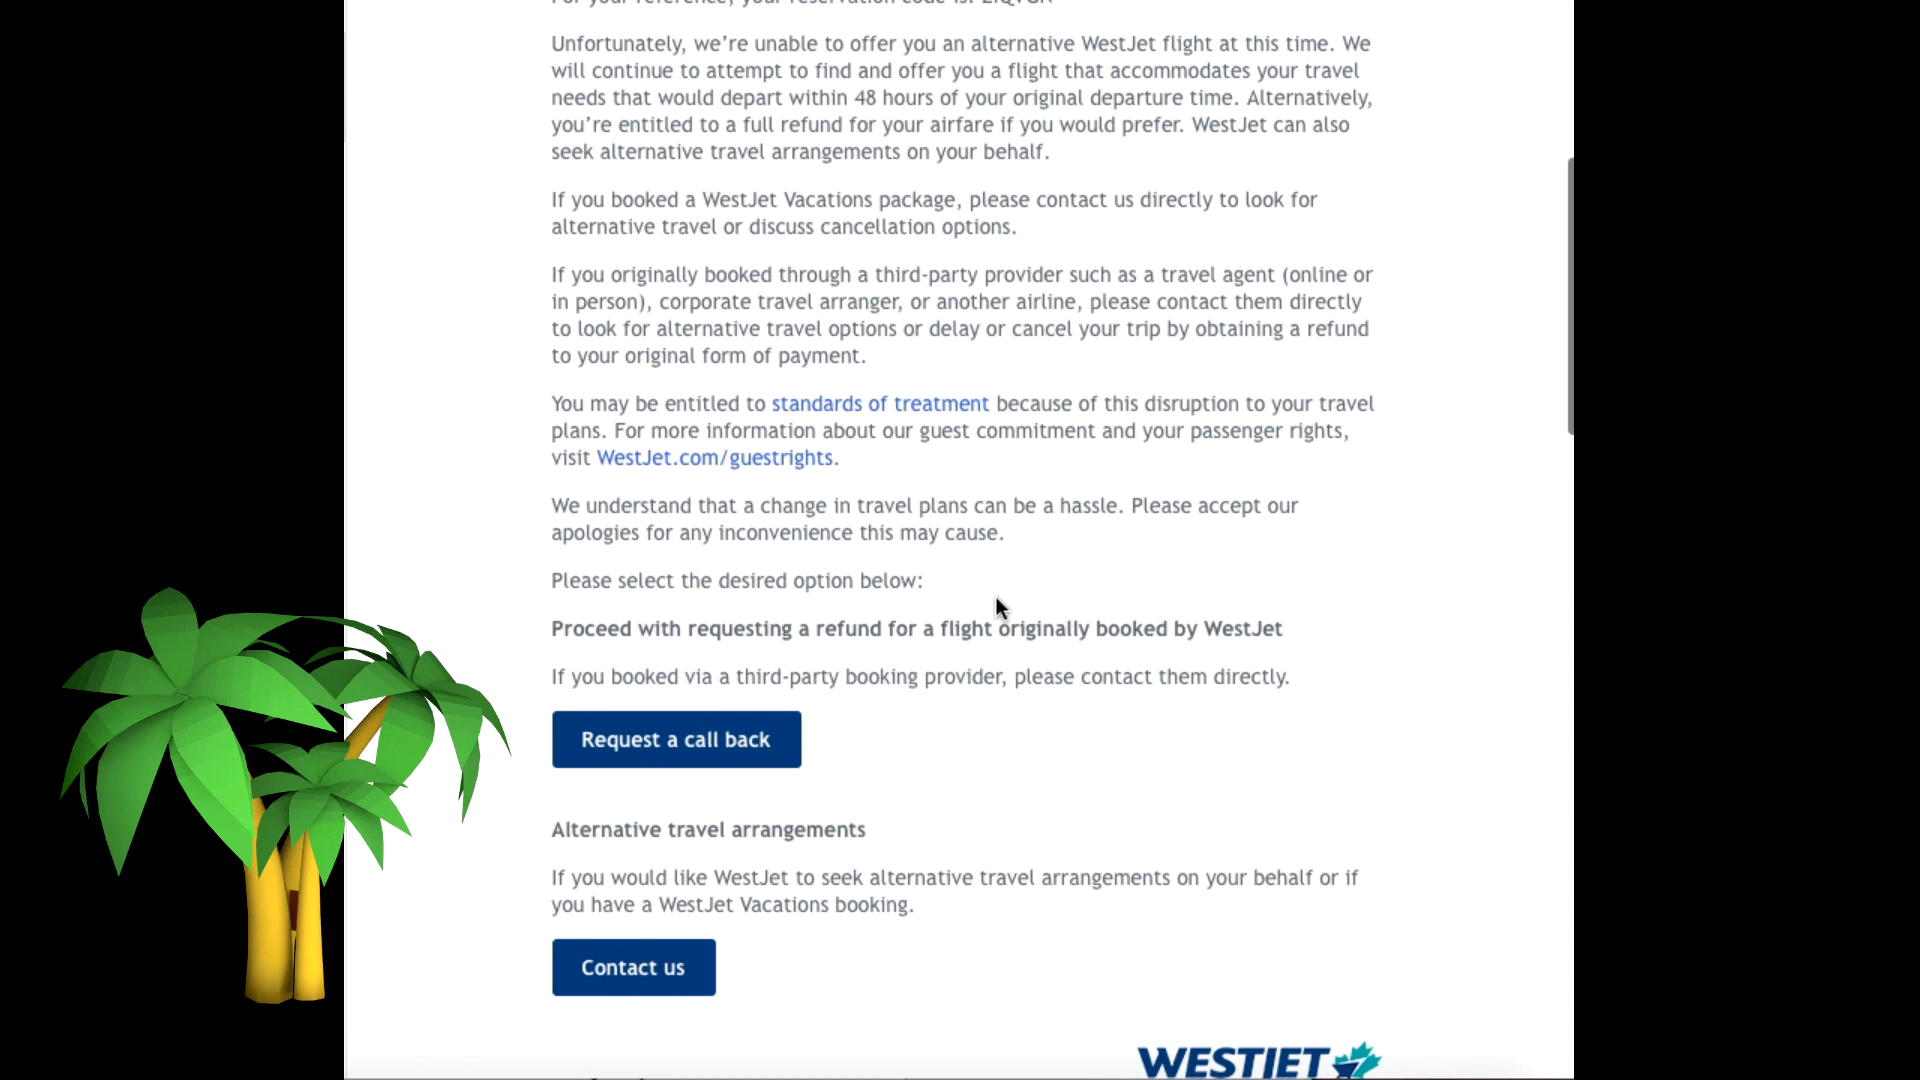 For your reference, your reservation code is:
Unfortunately, we’re unable to offer you an alternative WestJet flight at this time. We
will continue to attempt to find and offer you a flight that accommodates your travel
needs that would depart within 48 hours of your original departure time. Alternatively,
you’re entitled to a full refund for your airfare if you would prefer. WestJet can also
seek alternative travel arrangements on your behalf.
If you booked a WestJet Vacations package, please contact us directly to look for
alternative travel or discuss cancellation options.
If you originally booked through a third-party provider such as a travel agent (online or
in person), corporate travel arranger, or another airline, please contact them directly
to look for alternative travel options or delay or cancel your trip by obtaining a refund
to your original form of payment.
You may be entitled to standards of treatment because of this disruption to your travel
plans. For more information about our guest commitment and your passenger rights,
visit WestJet.com/guestrights.
We understand that a change in travel plans can be a hassle. Please accept our
apologies for any inconvenience this may cause.
Please select the desired option below:
Proceed with requesting a refund for a flight originally booked by WestJet
If you booked via a third-party booking provider, please contact them directly.
Request a call back
Alternative travel arrangements
If you would like WestJet to seek alternative travel arrangements on your behalf or if
you have a WestJet Vacations booking.
Contact us
WESTJET